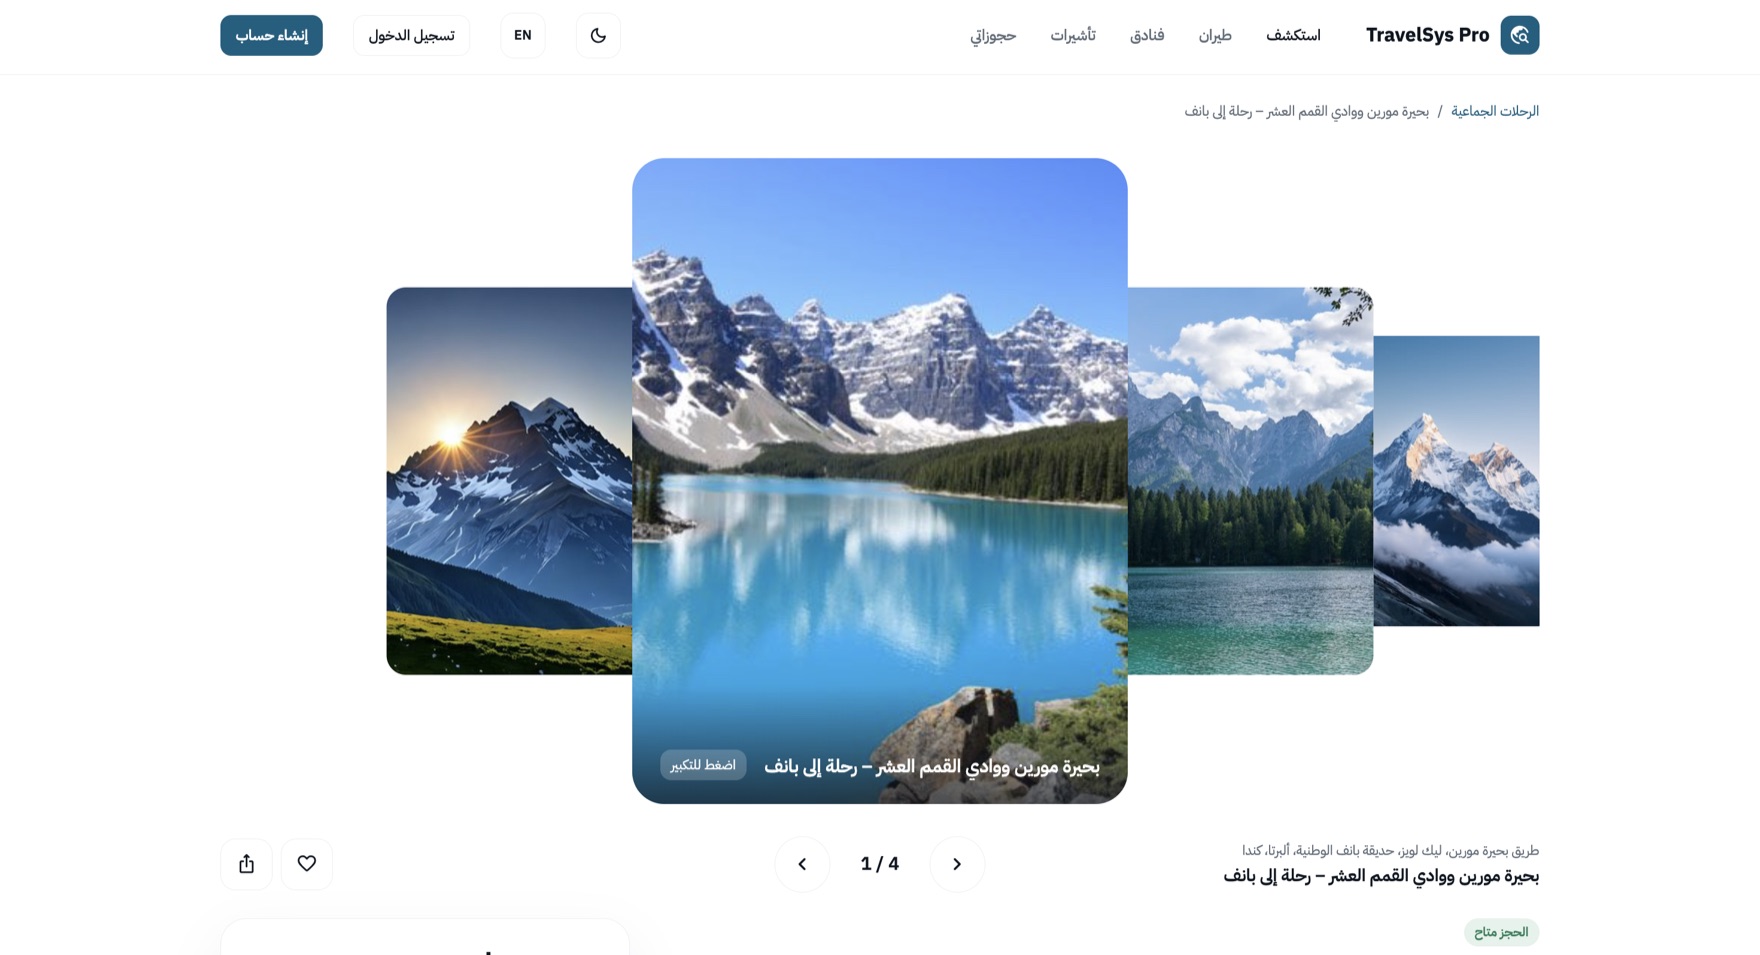 TravelSys Pro
استكشف
طيران
فنادق
تأشيرات
حجوزاتي
EN
تسجيل الدخول
إنشاء حساب
الرحلات الجماعية / بحيرة مورين ووادي القمم العشر – رحلة إلى بانف
بحيرة مورين ووادي القمم العشر – رحلة إلى بانف
اضغط للتكبير
طريق بحيرة مورين، ليك لويز، حديقة بانف الوطنية، ألبرتا، كندا
بحيرة مورين ووادي القمم العشر – رحلة إلى بانف
1 / 4
الحجز متاح